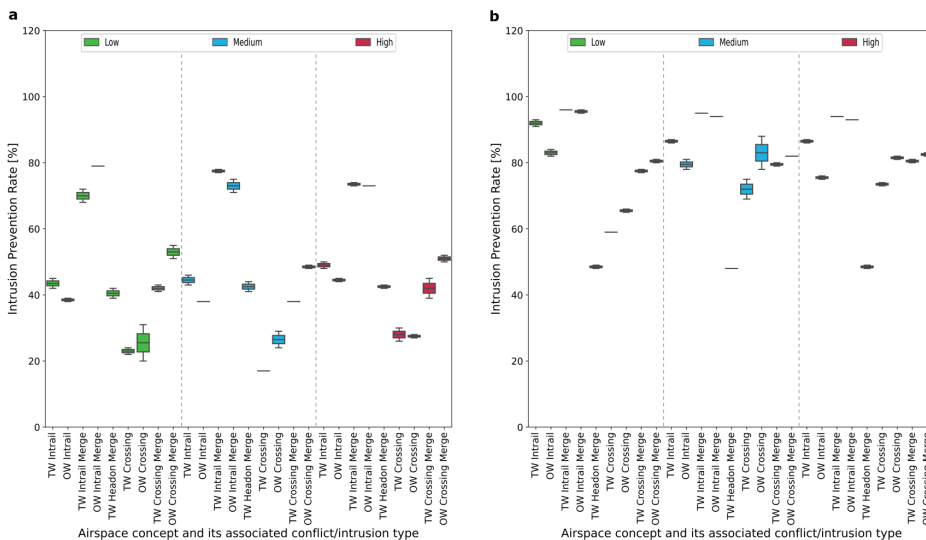 a
120
100
80
60
40
20
0
Intrusion Prevention Rate [%]
Low
Medium
High
TW Intrail
OW Intrail
TW Intrail Merge
OW Intrail Merge
TW Headon Merge
TW Crossing
OW Crossing
TW Crossing Merge
OW Crossing Merge
TW Intrail
OW Intrail
TW Intrail Merge
OW Intrail Merge
TW Headon Merge
TW Crossing
OW Crossing
TW Crossing Merge
OW Crossing Merge
TW Intrail
OW Intrail
TW Intrail Merge
OW Intrail Merge
TW Headon Merge
TW Crossing
OW Crossing
TW Crossing Merge
OW Crossing Merge
Airspace concept and its associated conflict/intrusion type
b
120
100
80
60
40
20
0
Intrusion Prevention Rate [%]
Low
Medium
High
TW Intrail
OW Intrail
TW Intrail Merge
OW Intrail Merge
TW Headon Merge
TW Crossing
OW Crossing
TW Crossing Merge
OW Crossing Merge
TW Intrail
OW Intrail
TW Intrail Merge
OW Intrail Merge
TW Headon Merge
TW Crossing
OW Crossing
TW Crossing Merge
OW Crossing Merge
TW Intrail
OW Intrail
TW Intrail Merge
OW Intrail Merge
TW Headon Merge
TW Crossing
OW Crossing
TW Crossing Merge
OW Crossing Merge
Airspace concept and its associated conflict/intrusion type